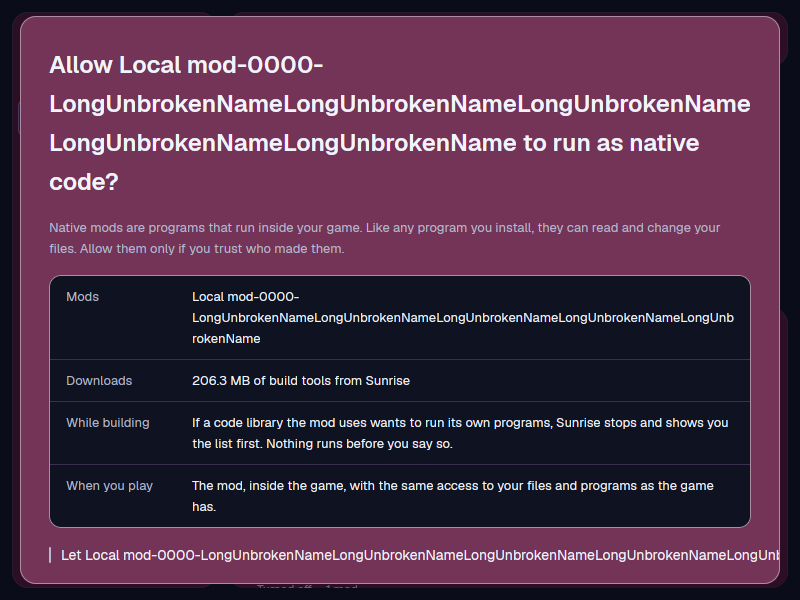 Allow Local mod-0000-
LongUnbrokenNameLongUnbrokenNameLongUnbrokenName
LongUnbrokenNameLongUnbrokenName to run as native
code?
Native mods are programs that run inside your game. Like any program you install, they can read and change your
files. Allow them only if you trust who made them.
Mods
Local mod-0000-
LongUnbrokenNameLongUnbrokenNameLongUnbrokenNameLongUnbrokenNameLongUnb
rokenName
Downloads
206.3 MB of build tools from Sunrise
While building
If a code library the mod uses wants to run its own programs, Sunrise stops and shows you
the list first. Nothing runs before you say so.
When you play
The mod, inside the game, with the same access to your files and programs as the game
has.
Let Local mod-0000-LongUnbrokenNameLongUnbrokenNameLongUnbrokenNameLongUnbrokenNameLongUn